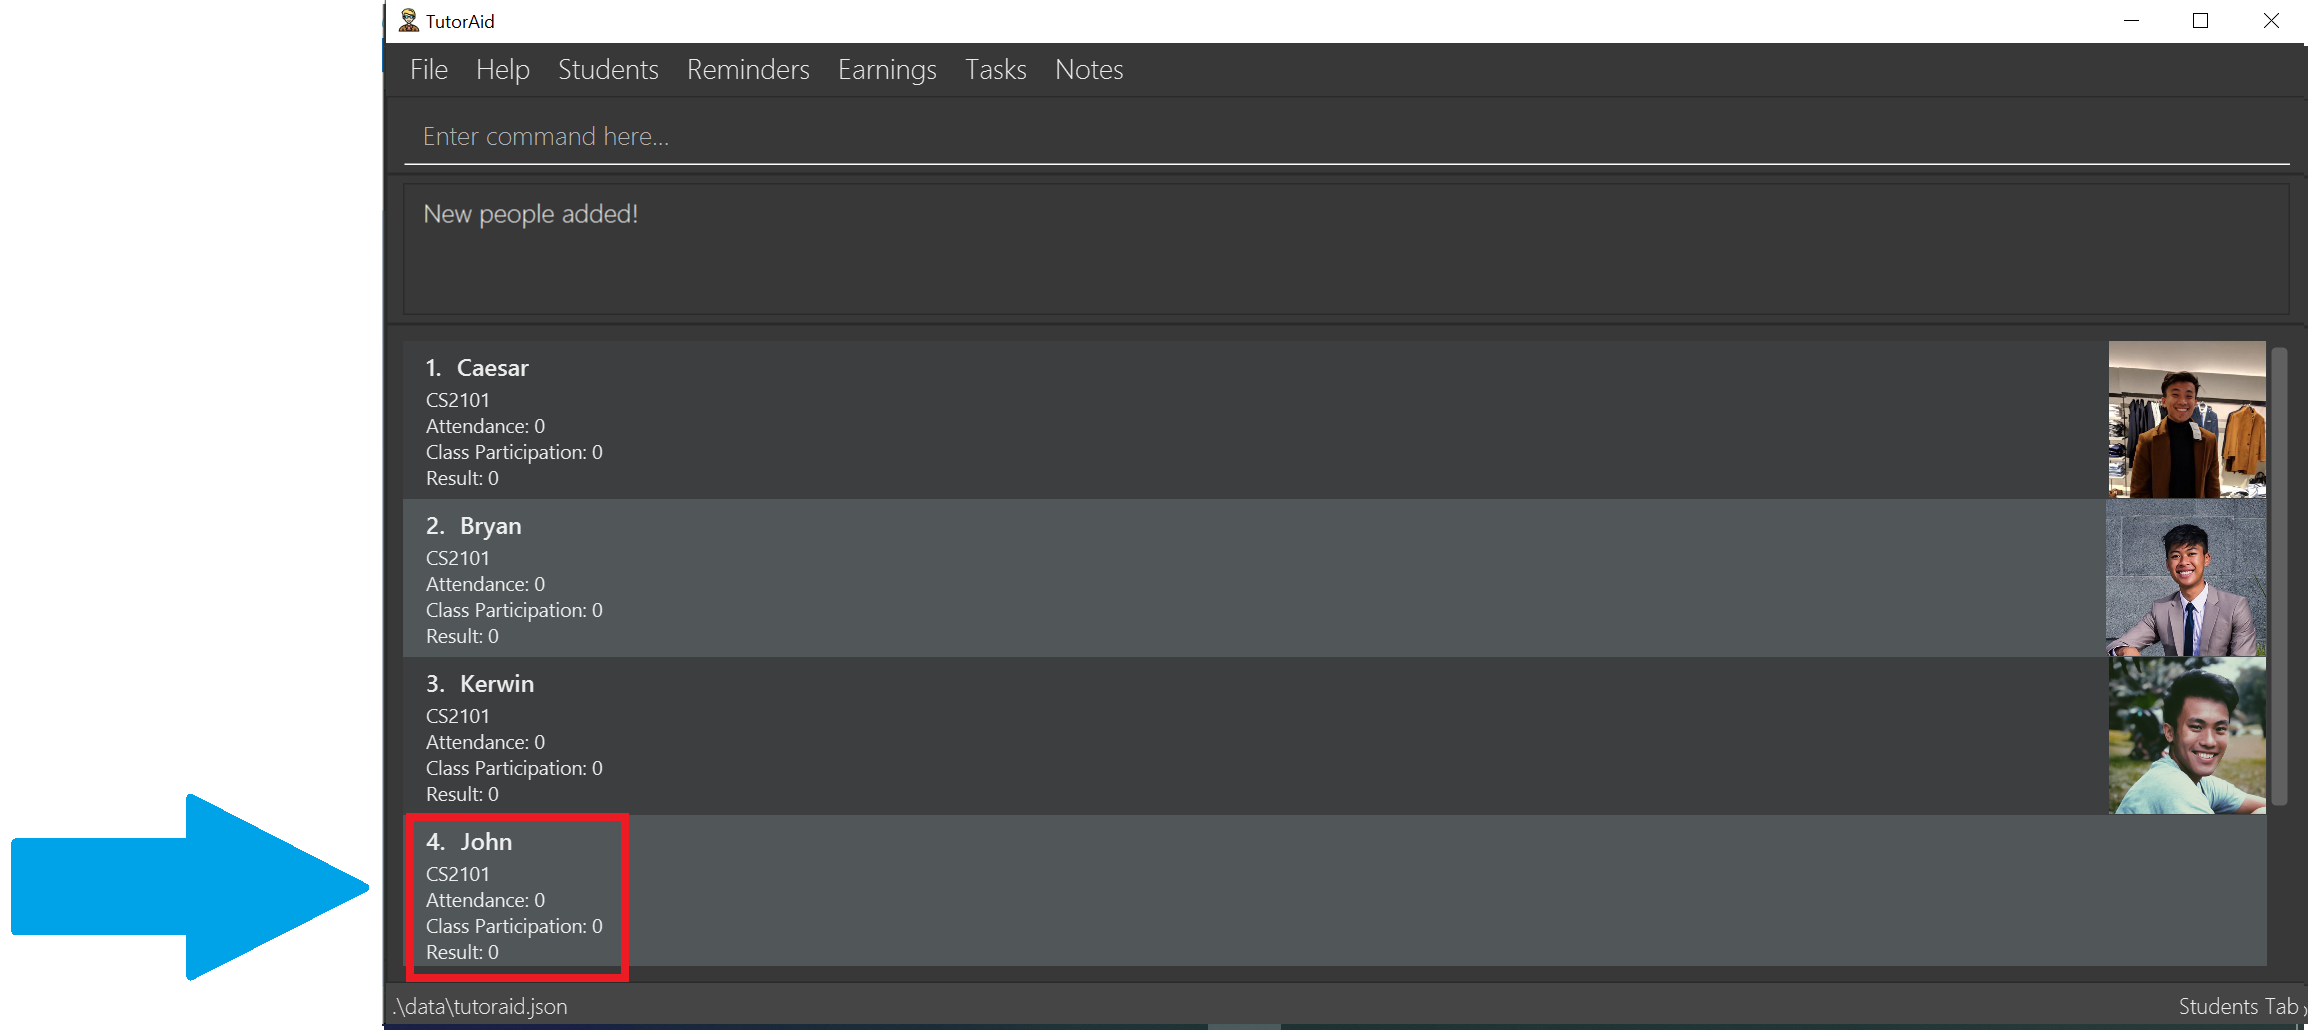 TutorAid
File Help Students Reminders Earnings Tasks Notes
Enter command here...
New people added!
1. Caesar
CS2101
Attendance: 0
Class Participation: 0
Result: 0
2. Bryan
CS2101
Attendance: 0
Class Participation: 0
Result: 0
3. Kerwin
CS2101
Attendance: 0
Class Participation: 0
Result: 0
4. John
CS2101
Attendance: 0
Class Participation: 0
Result: 0
.\data\tutoraid.json
Students Tab